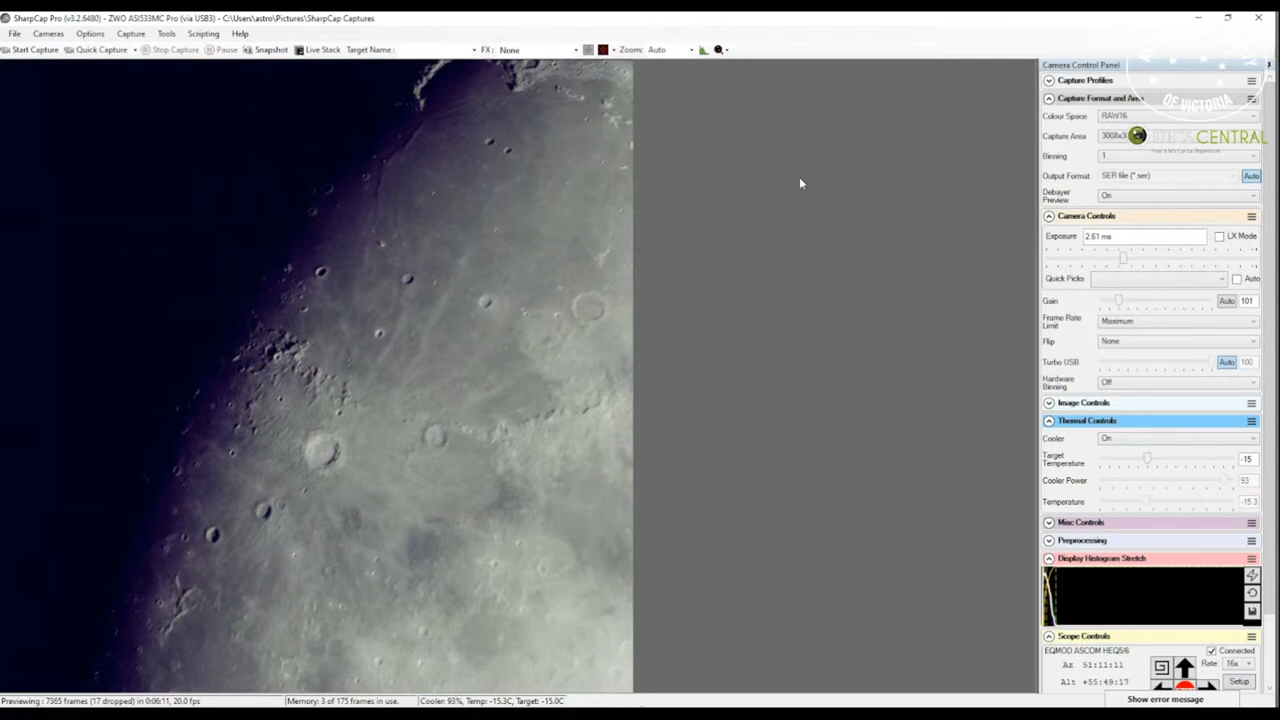 SharpCap Pro (v3.2.6480) - ZWO ASI533MC Pro (via USB3) - C:\Users\astro\Pictures\SharpCap Captures
File Cameras Options Capture Tools Scripting Help
Start Capture Quick Capture Stop Capture Pause Snapshot Live Stack Target Name: FX: None Zoom: Auto
Camera Control Panel
Capture Profiles
Capture Format and Area
OF VICTORIA
Colour Space RAW16
Capture Area 3008x3
CENTRAL
Binning 1
Output Format SER file (*.ser) Auto
Debayer Preview On
Camera Controls
Exposure 2.61 ms LX Mode
Quick Picks Auto
Gain Auto 101
Frame Rate Limit Maximum
Flip None
Turbo USB Auto 100
Hardware Binning Off
Image Controls
Thermal Controls
Cooler On
Target Temperature -15
Cooler Power 93
Temperature -15.3
Misc Controls
Preprocessing
Display Histogram Stretch
Scope Controls
EQMOD ASCOM HEQ5/6 Connected
Az 51:11:11 Rate: 16x
Alt +55:49:17 Setup
Previewing : 7365 frames (17 dropped) in 0:06:11, 20.0 fps Memory: 3 of 175 frames in use. Cooler: 93%, Temp: -15.3C, Target: -15.0C
Show error message